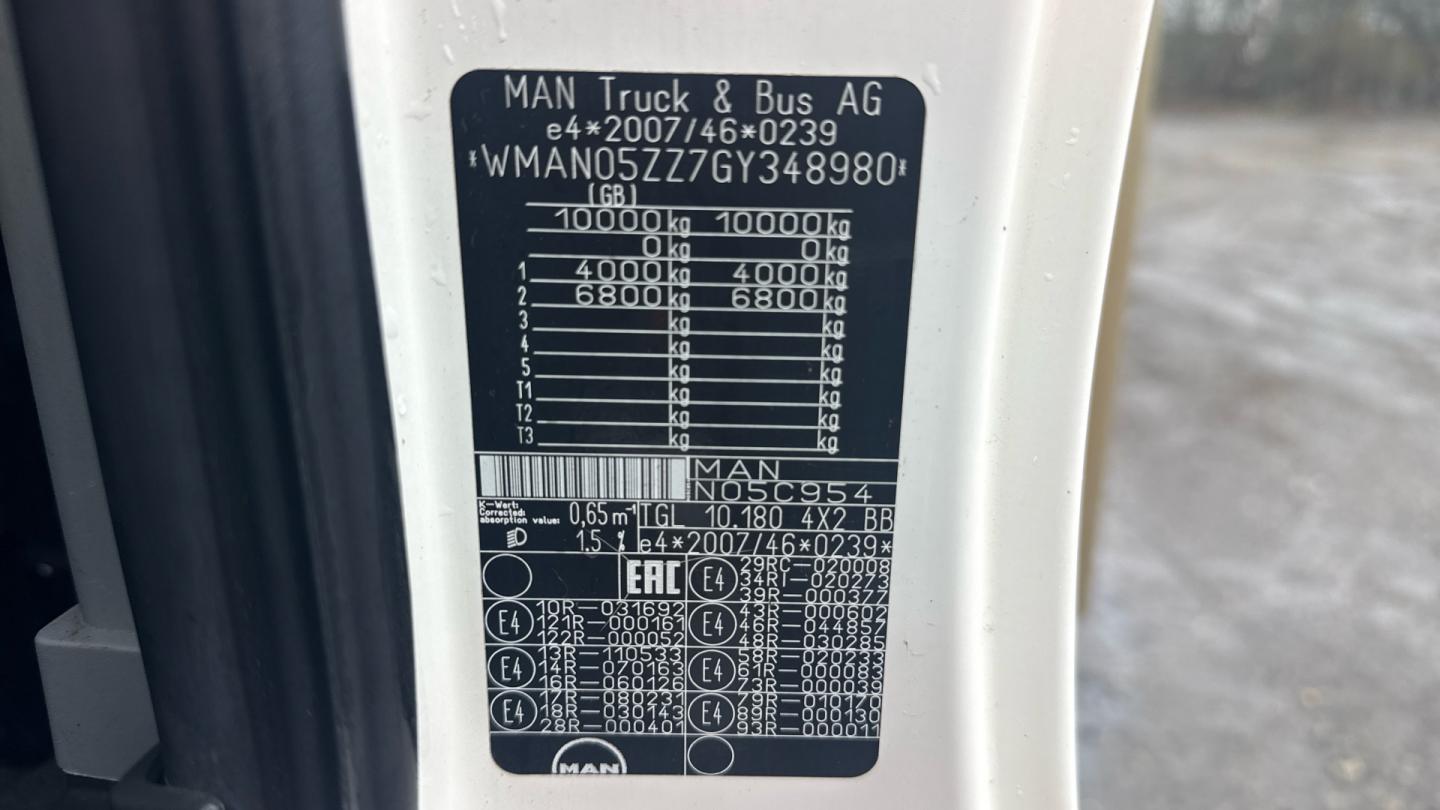 MAN Truck & Bus AG
e4*2007/46*0239
*WMAN05ZZ7GY348980*
(GB)
10000kg 10000kg
0kg 0kg
1 4000kg 4000kg
2 6800kg 6800kg
3 kg kg
4 kg kg
5 kg kg
T1 kg kg
T2 kg kg
T3 kg kg
MAN
N05C954
K-Wert:
Corrected
absorption value: 0,65 m⁻¹
TGL 10.180 4X2 BB
1.5 %
e4*2007/46*0239*
EAC
E4 29RC-020008
34RT-020273
39R-000377
E4 10R-031692
121R-000161
122R-000052
E4 43R-000602
46R-044857
48R-030285
E4 13R-110533
14R-070163
16R-060126
E4 58R-020233
61R-000083
73R-000039
E4 17R-080231
18R-030143
28R-000401
E4 79R-010170
89R-000130
93R-000011
MAN